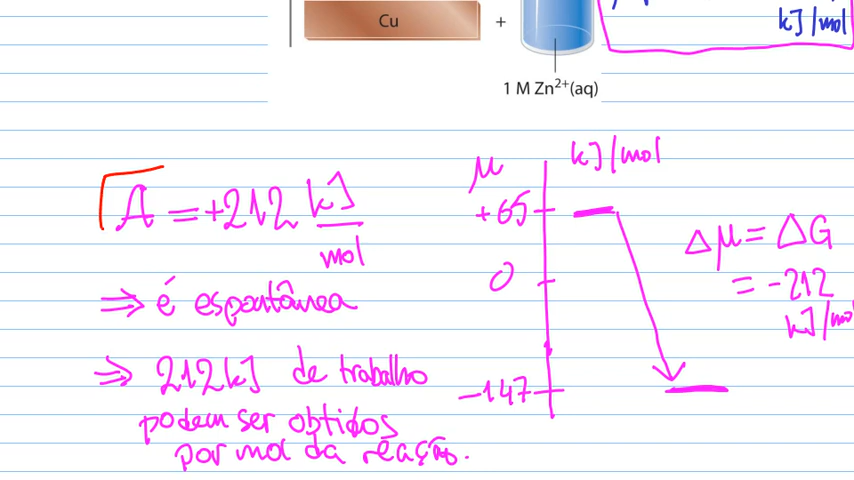 Cu
+
kJ/mol
1 M Zn²⁺(aq)
A = +212 kJ/mol
⇒ é espontânea
⇒ 212 kJ de trabalho
podem ser obtidos
por mol da reação.
μ kJ/mol
+65
0
-147
Δμ = ΔG
= -212
kJ/mol